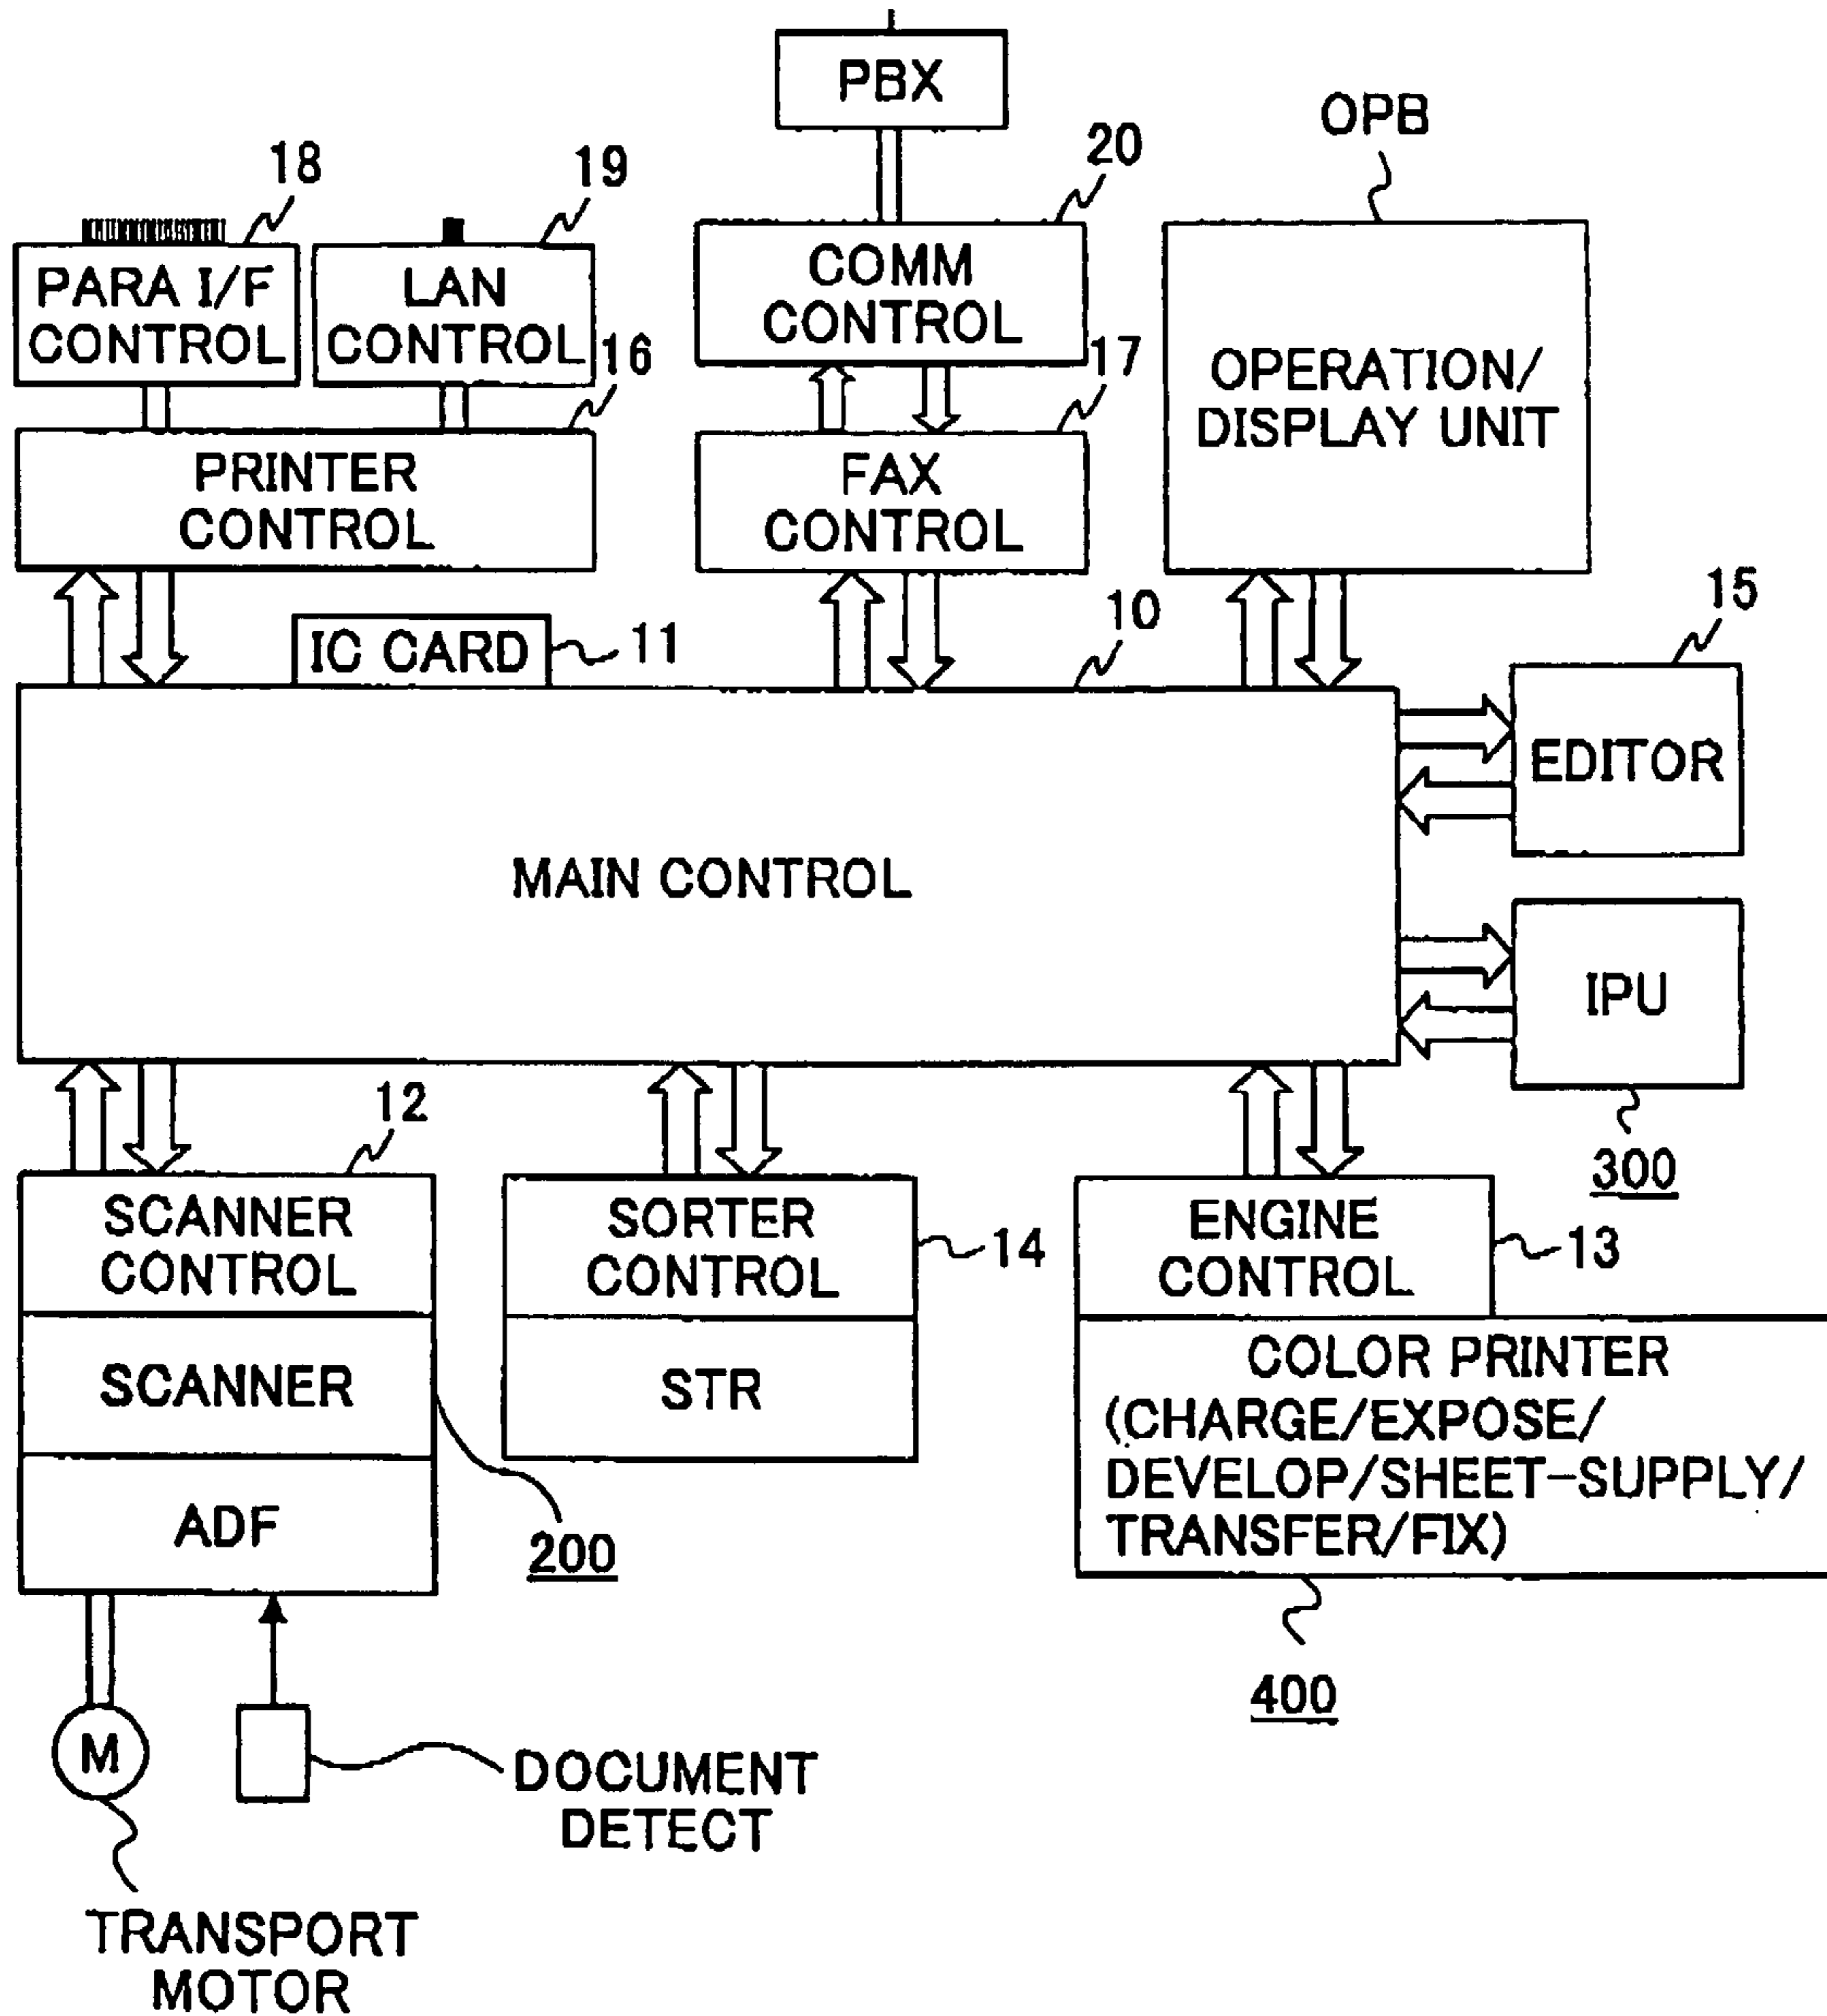 PBX
OPB
20
18
19
PARA I/F
CONTROL
LAN
CONTROL
COMM
CONTROL
16
17
OPERATION/
DISPLAY UNIT
PRINTER
CONTROL
FAX
CONTROL
15
IC CARD
11
10
EDITOR
MAIN CONTROL
IPU
12
300
SCANNER
CONTROL
SORTER
CONTROL
14
ENGINE
CONTROL
13
SCANNER
STR
COLOR PRINTER
(CHARGE/EXPOSE/
DEVELOP/SHEET-SUPPLY/
TRANSFER/FIX)
ADF
200
400
M
DOCUMENT
DETECT
TRANSPORT
MOTOR